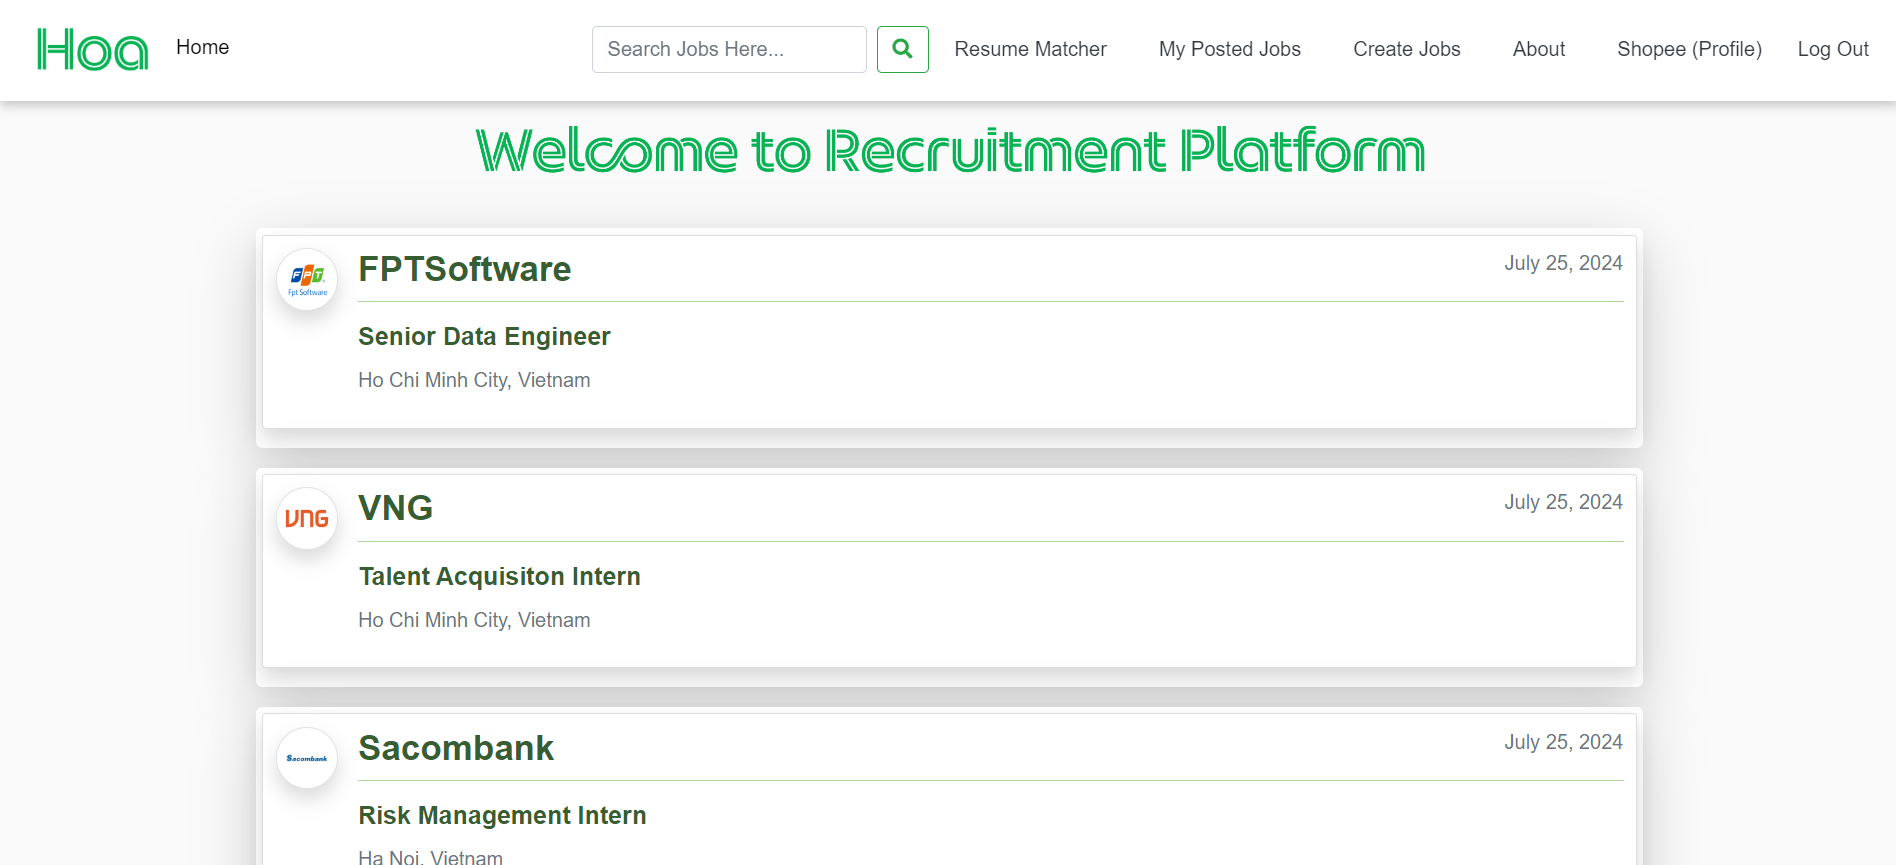 Hoa Home Search Jobs Here... Resume Matcher My Posted Jobs Create Jobs About Shopee (Profile) Log Out
Welcome to Recruitment Platform
FPT Fpt Software
FPTSoftware July 25, 2024
Senior Data Engineer
Ho Chi Minh City, Vietnam
VNG
VNG July 25, 2024
Talent Acquisiton Intern
Ho Chi Minh City, Vietnam
Sacombank
Sacombank July 25, 2024
Risk Management Intern
Ha Noi, Vietnam